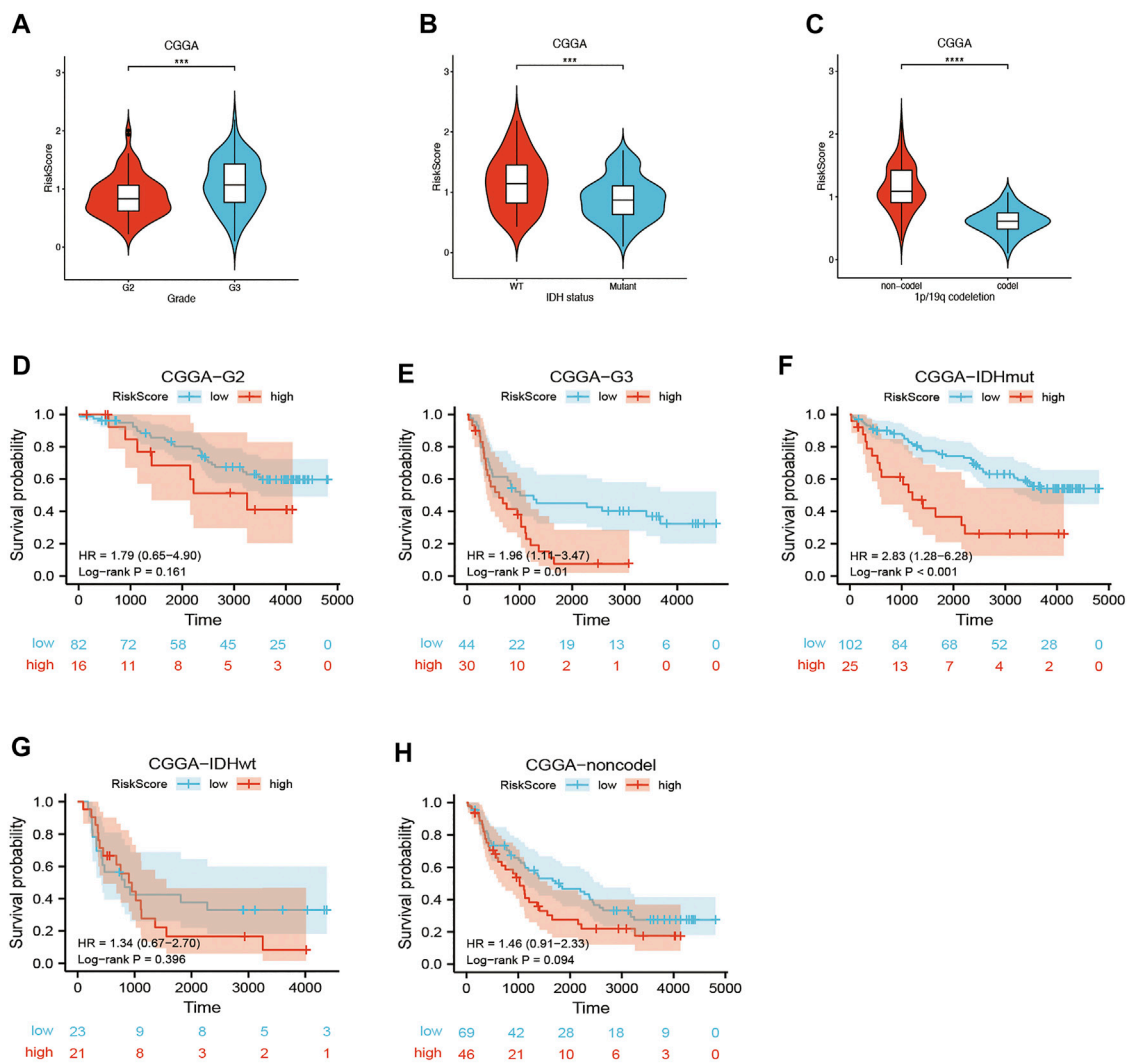 A
CGGA
***
3
2
1
0
RiskScore
G2
G3
Grade
B
CGGA
***
3
2
1
0
RiskScore
WT
Mutant
IDH status
C
CGGA
****
3
2
1
0
RiskScore
non−codel
codel
1p/19q codeletion
D
CGGA−G2
RiskScore low high
1.0
0.8
0.6
0.4
0.2
0.0
Survival probability
HR = 1.79 (0.65−4.90)
Log−rank P = 0.161
0 1000 2000 3000 4000 5000
Time
low 82 72 58 45 25 0
high 16 11 8 5 3 0
E
CGGA−G3
RiskScore low high
1.0
0.8
0.6
0.4
0.2
0.0
Survival probability
HR = 1.96 (1.11−3.47)
Log−rank P = 0.01
0 1000 2000 3000 4000 5000
Time
low 44 22 19 13 6 0
high 30 10 2 1 0 0
F
CGGA−IDHmut
RiskScore low high
1.0
0.8
0.6
0.4
0.2
0.0
Survival probability
HR = 2.83 (1.28−6.28)
Log−rank P < 0.001
0 1000 2000 3000 4000 5000
Time
low 102 84 68 52 28 0
high 25 13 7 4 2 0
G
CGGA−IDHwt
RiskScore low high
1.0
0.8
0.6
0.4
0.2
0.0
Survival probability
HR = 1.34 (0.67−2.70)
Log−rank P = 0.396
0 1000 2000 3000 4000
Time
low 23 9 8 5 3
high 21 8 3 2 1
H
CGGA−noncodel
RiskScore low high
1.0
0.8
0.6
0.4
0.2
0.0
Survival probability
HR = 1.46 (0.91−2.33)
Log−rank P = 0.094
0 1000 2000 3000 4000 5000
Time
low 69 42 28 18 9 0
high 46 21 10 6 3 0